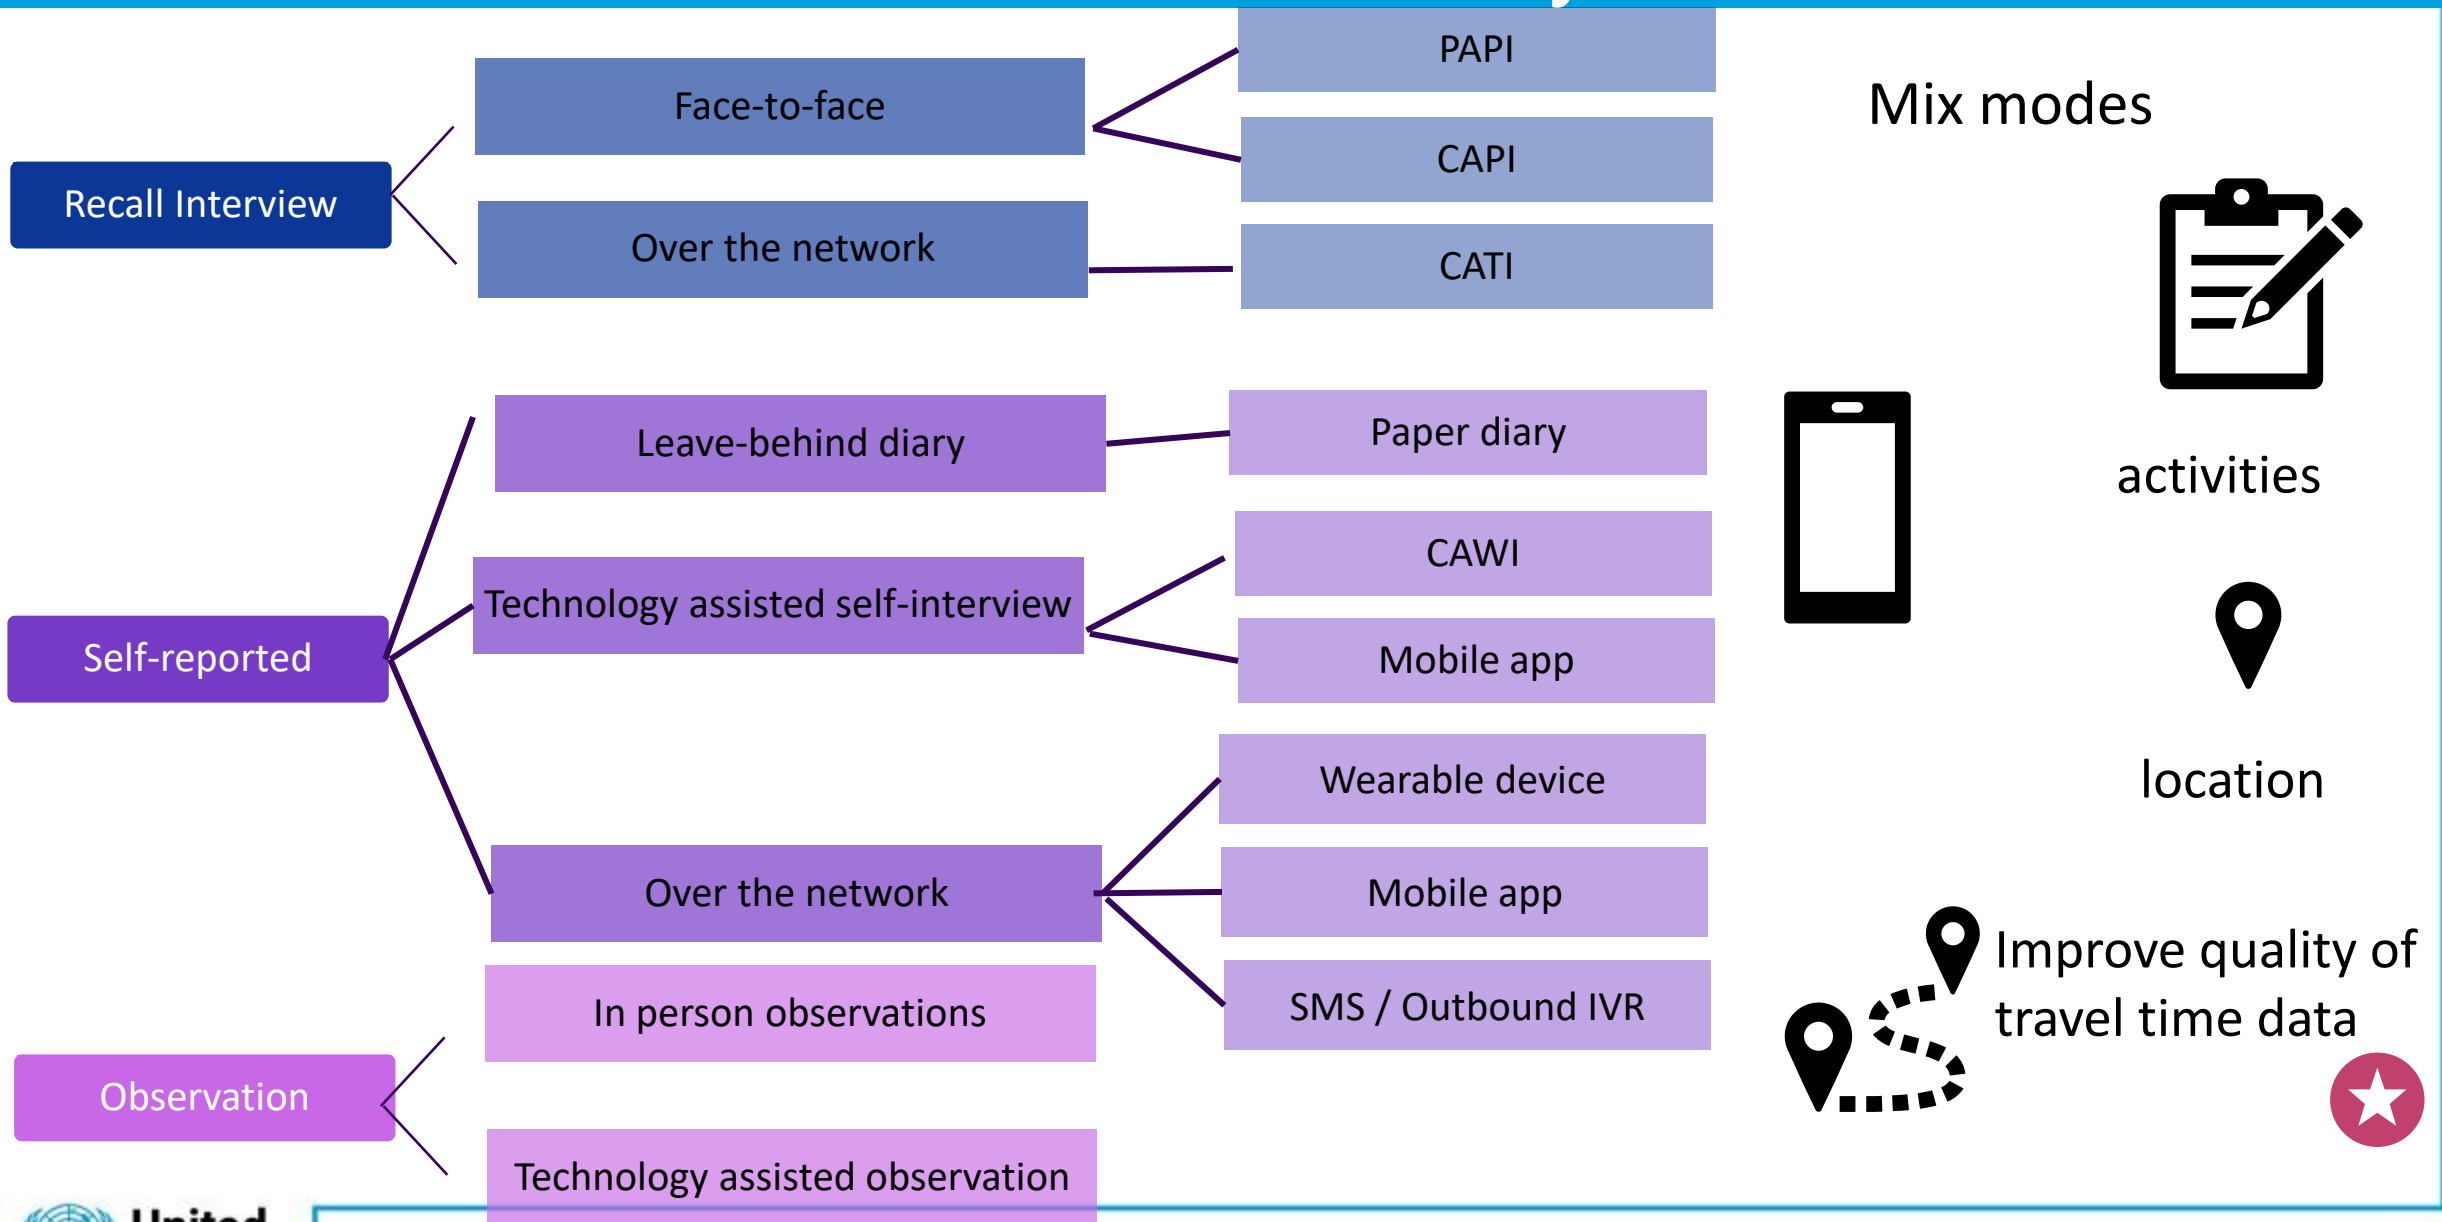 PAPI
Face-to-face
Mix modes
CAPI
Recall Interview
Over the network
CATI
Leave-behind diary
Paper diary
activities
CAWI
Technology assisted self-interview
Self-reported
Mobile app
Wearable device
location
Over the network
Mobile app
Improve quality of
travel time data
In person observations
SMS / Outbound IVR
Observation
Technology assisted observation
United